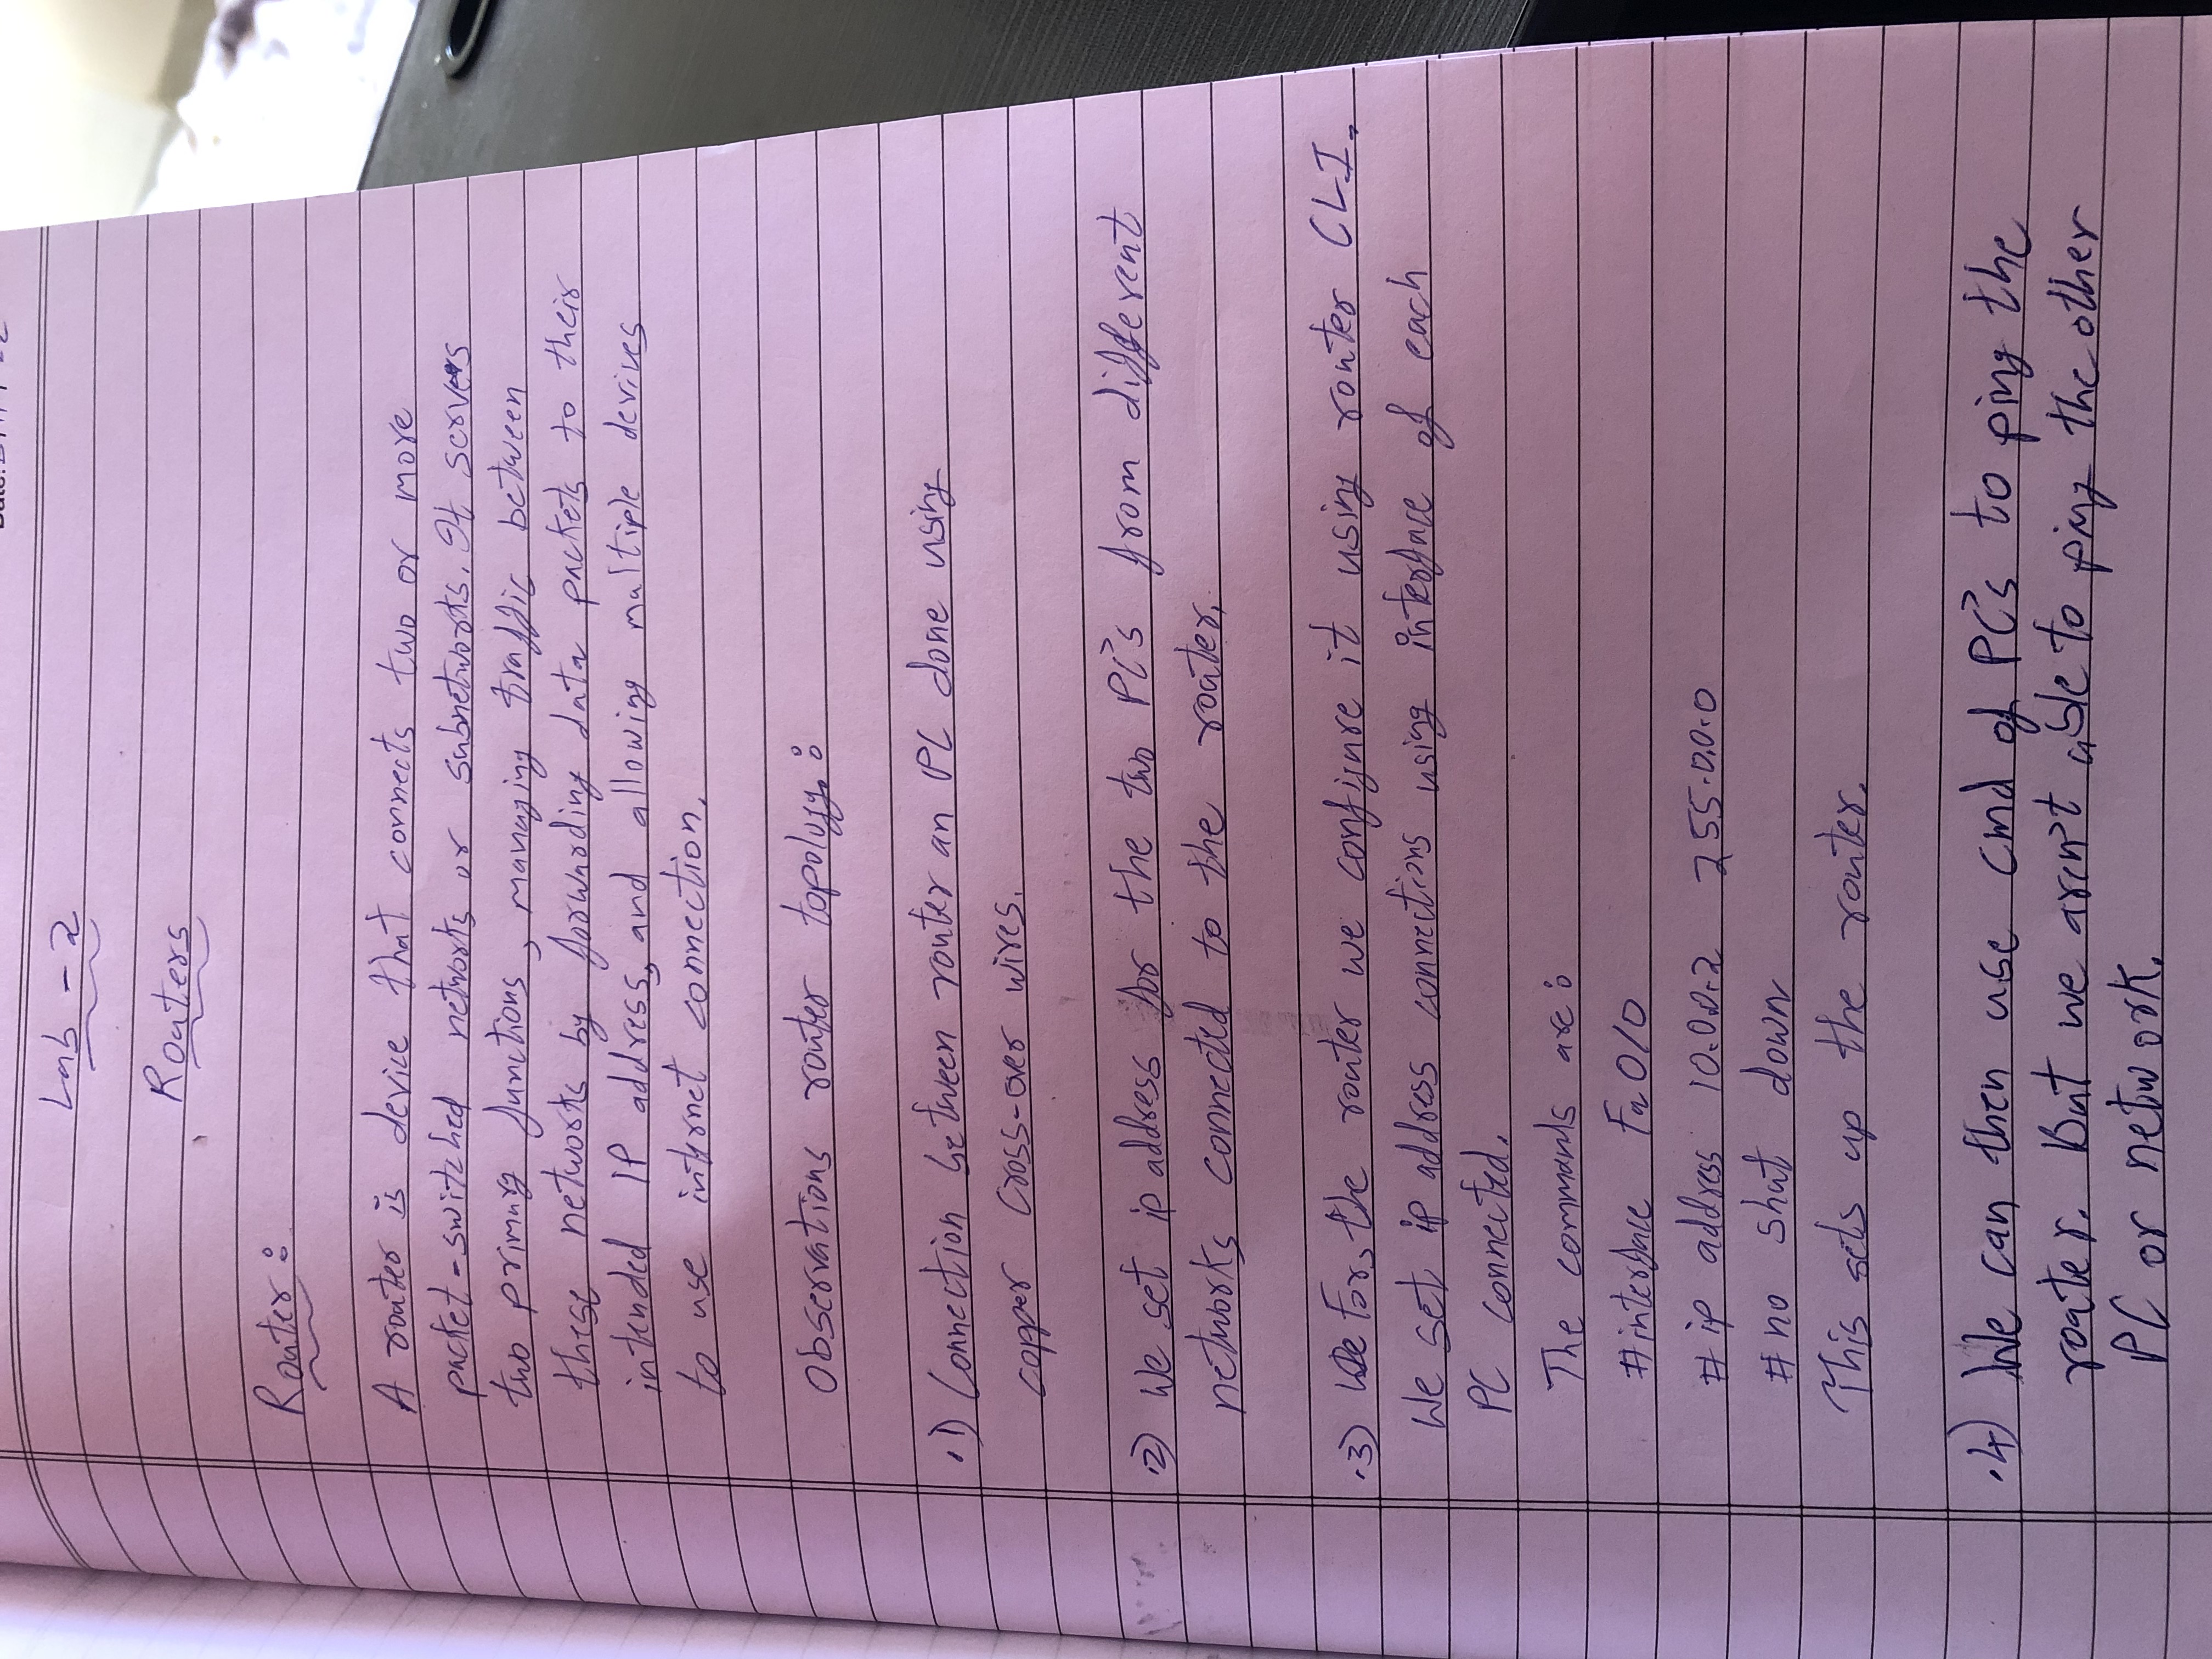 Date:
Lab - 2
Routers
Router :
A router is device that connects two or more
packet-switched networks or subnetworks. It servers
two primary functions, managing traffic between
these networks by forwarding data packets to their
intended IP address, and allowing multiple devives
to use internet connection.
Observations router topology. :
.1) Connection between router an PC done using
copper cross-over wires.
.2) We set ip address for the two PC's from different
networks connected to the router.
.3) For, the router we configure it using router CLI.
We set ip address connections using interface of each
PC connected.
The commands are :
#interface Fa 0/0
# ip address 10.0.0.2 255.0.0.0
# no shut down
This sets up the router.
.4) We can then use cmd of PC's to ping the
router. But we aren't able to ping the other
PC or network.